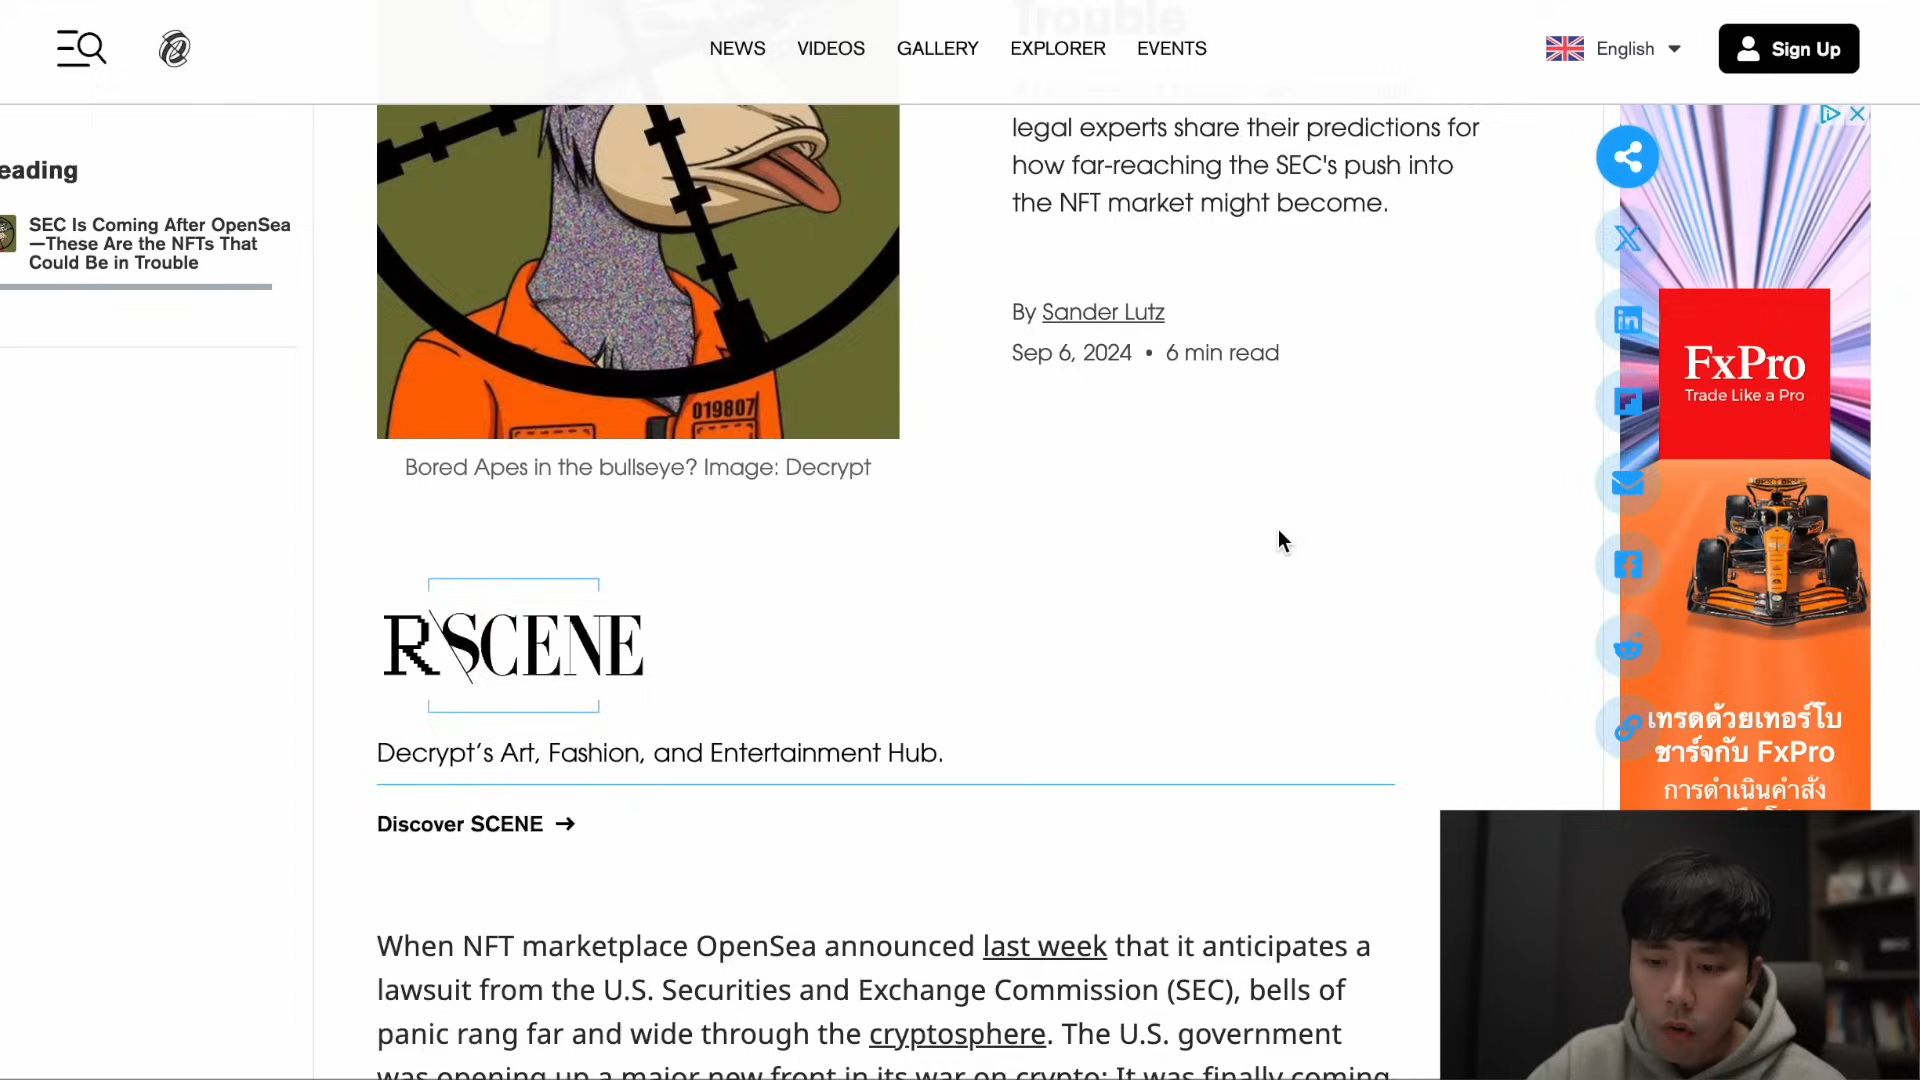 NEWS VIDEOS GALLERY EXPLORER EVENTS English Sign Up
Trouble
eading
SEC Is Coming After OpenSea
—These Are the NFTs That
Could Be in Trouble
019807
Bored Apes in the bullseye? Image: Decrypt
legal experts share their predictions for
how far-reaching the SEC's push into
the NFT market might become.
By Sander Lutz
Sep 6, 2024 • 6 min read
RSCENE
Decrypt’s Art, Fashion, and Entertainment Hub.
Discover SCENE →
When NFT marketplace OpenSea announced last week that it anticipates a
lawsuit from the U.S. Securities and Exchange Commission (SEC), bells of
panic rang far and wide through the cryptosphere. The U.S. government
was opening up a major new front in its war on crypto: It was finally coming
FxPro
Trade Like a Pro
เทรดด้วยเทอร์โบ
ชาร์จกับ FxPro
การดำเนินคำสั่ง